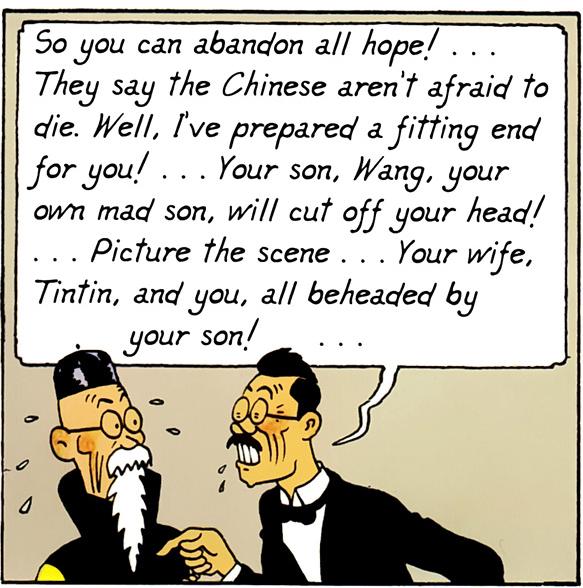 So you can abandon all hope! . . .
They say the Chinese aren't afraid to
die. Well, I've prepared a fitting end
for you! . . . Your son, Wang, your
own mad son, will cut off your head!
. . . Picture the scene . . . Your wife,
Tintin, and you, all beheaded by
your son! . . .